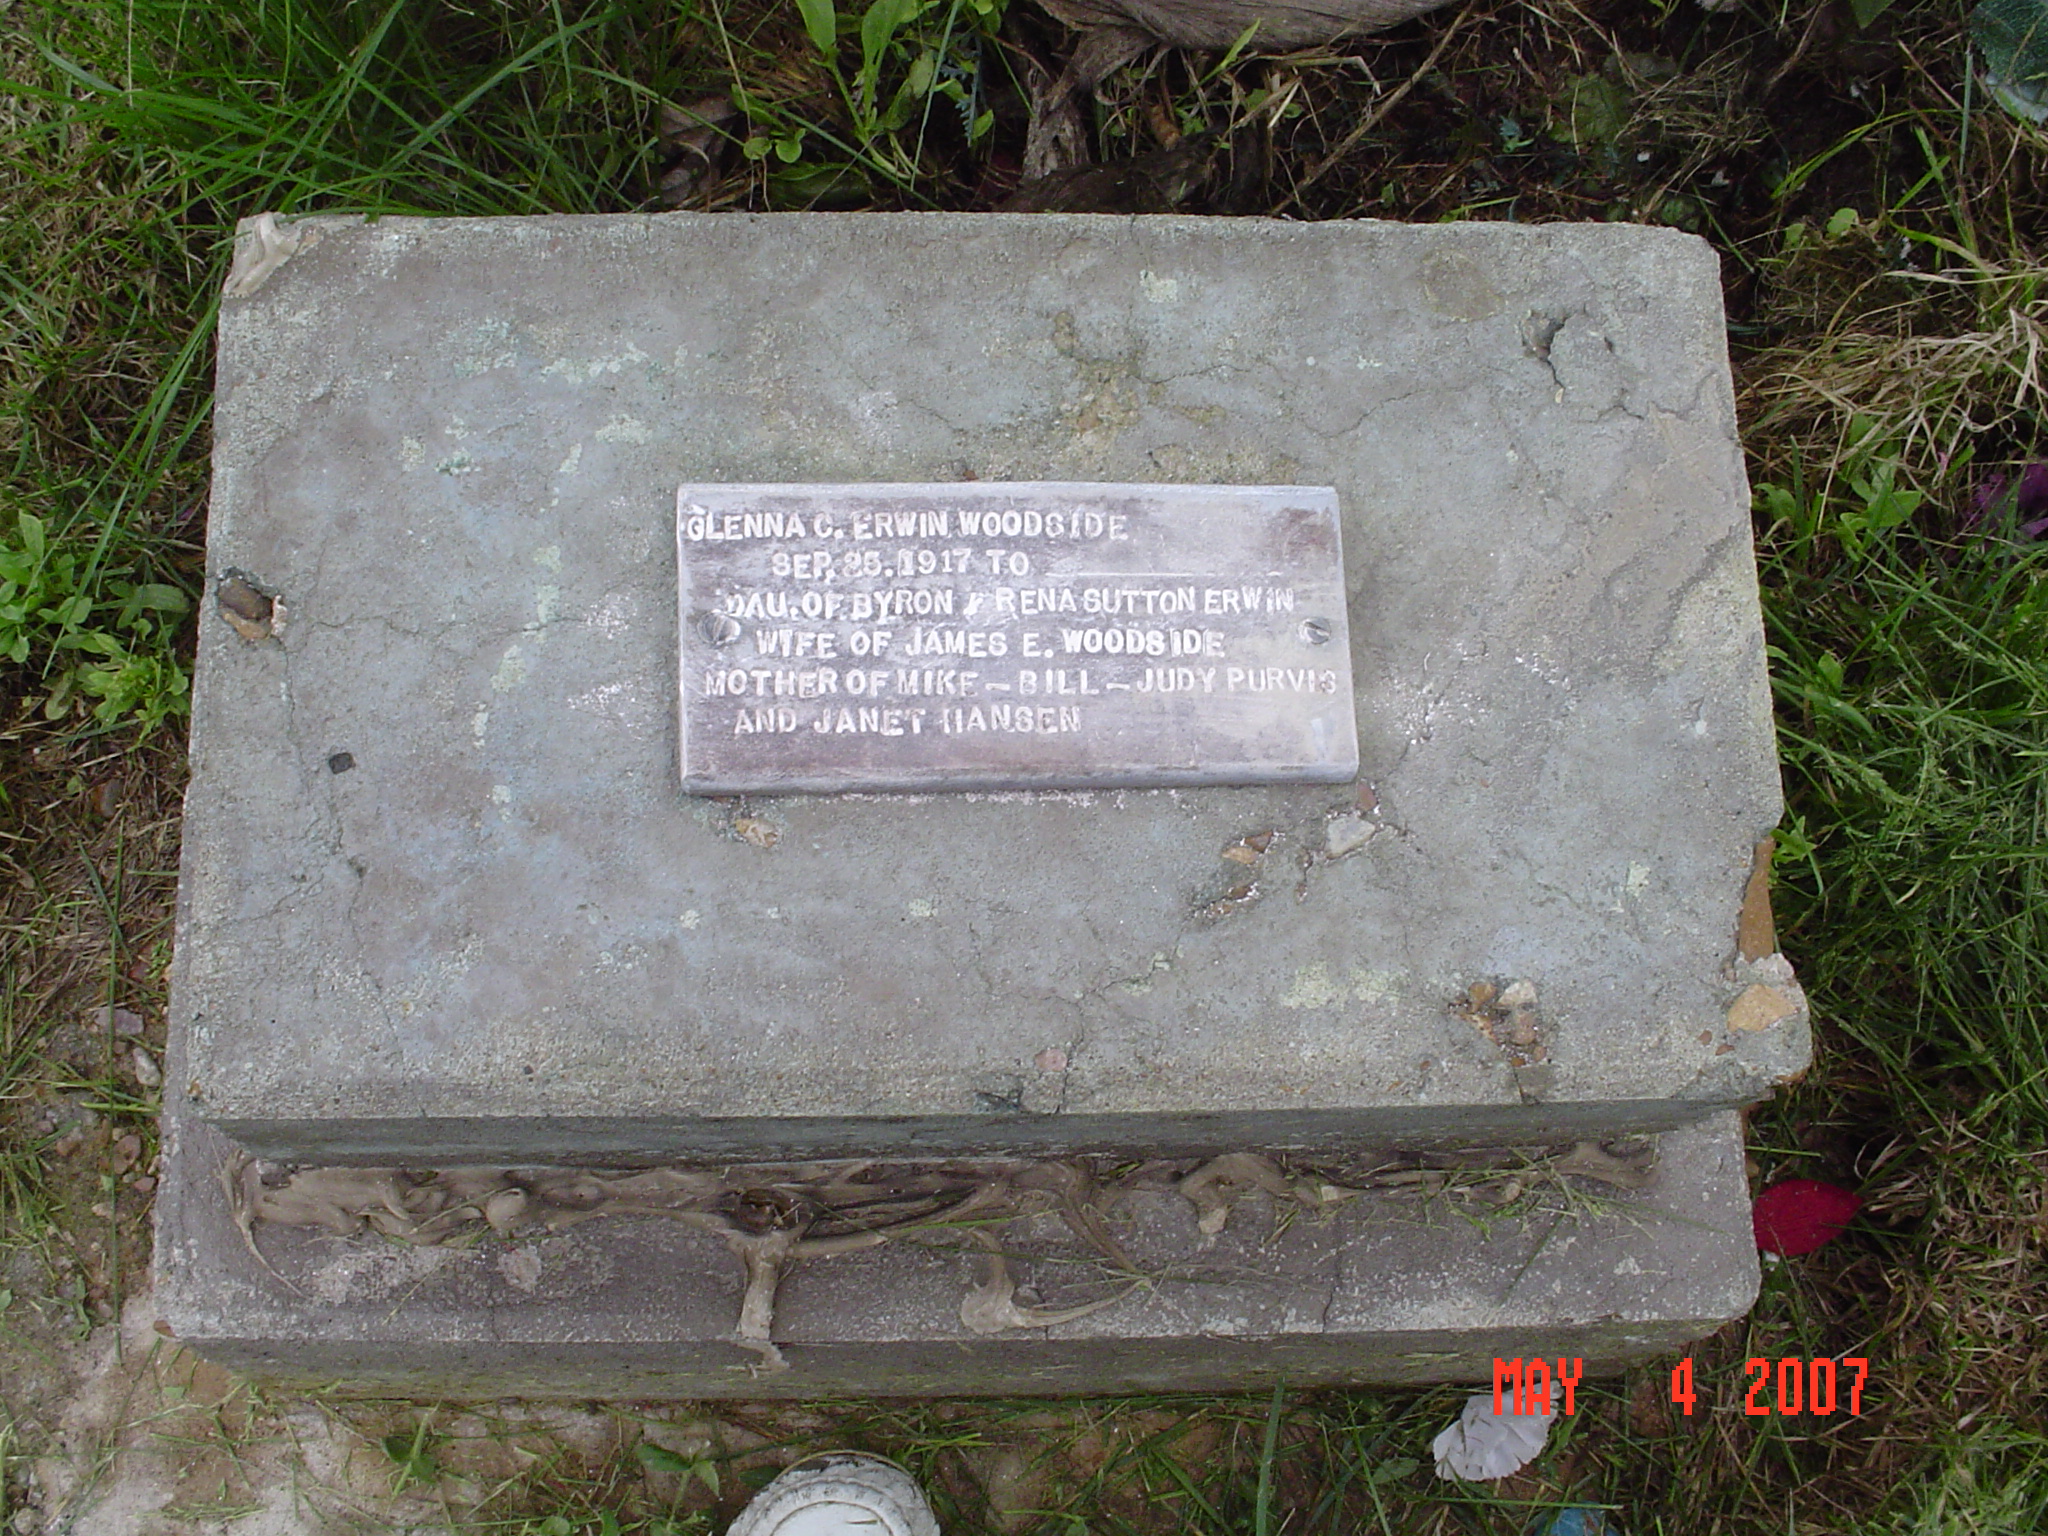 GLENNA C. ERWIN WOODSIDE
SEP. 25. 1917 TO
DAU. OF BYRON & RENA SUTTON ERWIN
WIFE OF JAMES E. WOODSIDE
MOTHER OF MIKE — BILL — JUDY PURVIS
AND JANET HANSEN
MAY 4 2007